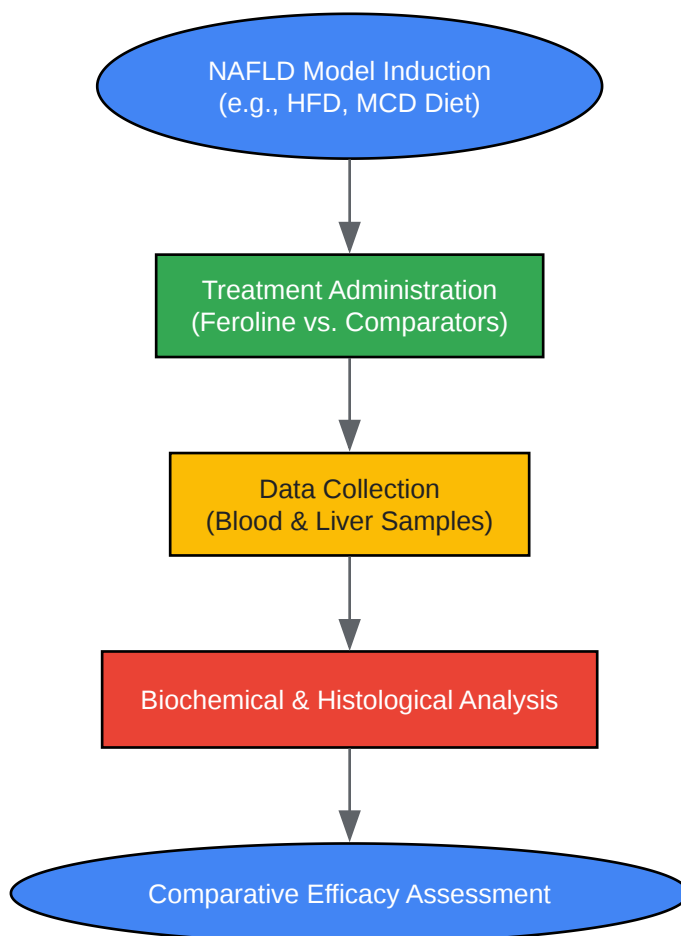 NAFLD Model Induction
(e.g., HFD, MCD Diet)
Treatment Administration
(Feroline vs. Comparators)
Data Collection
(Blood & Liver Samples)
Biochemical & Histological Analysis
Comparative Efficacy Assessment